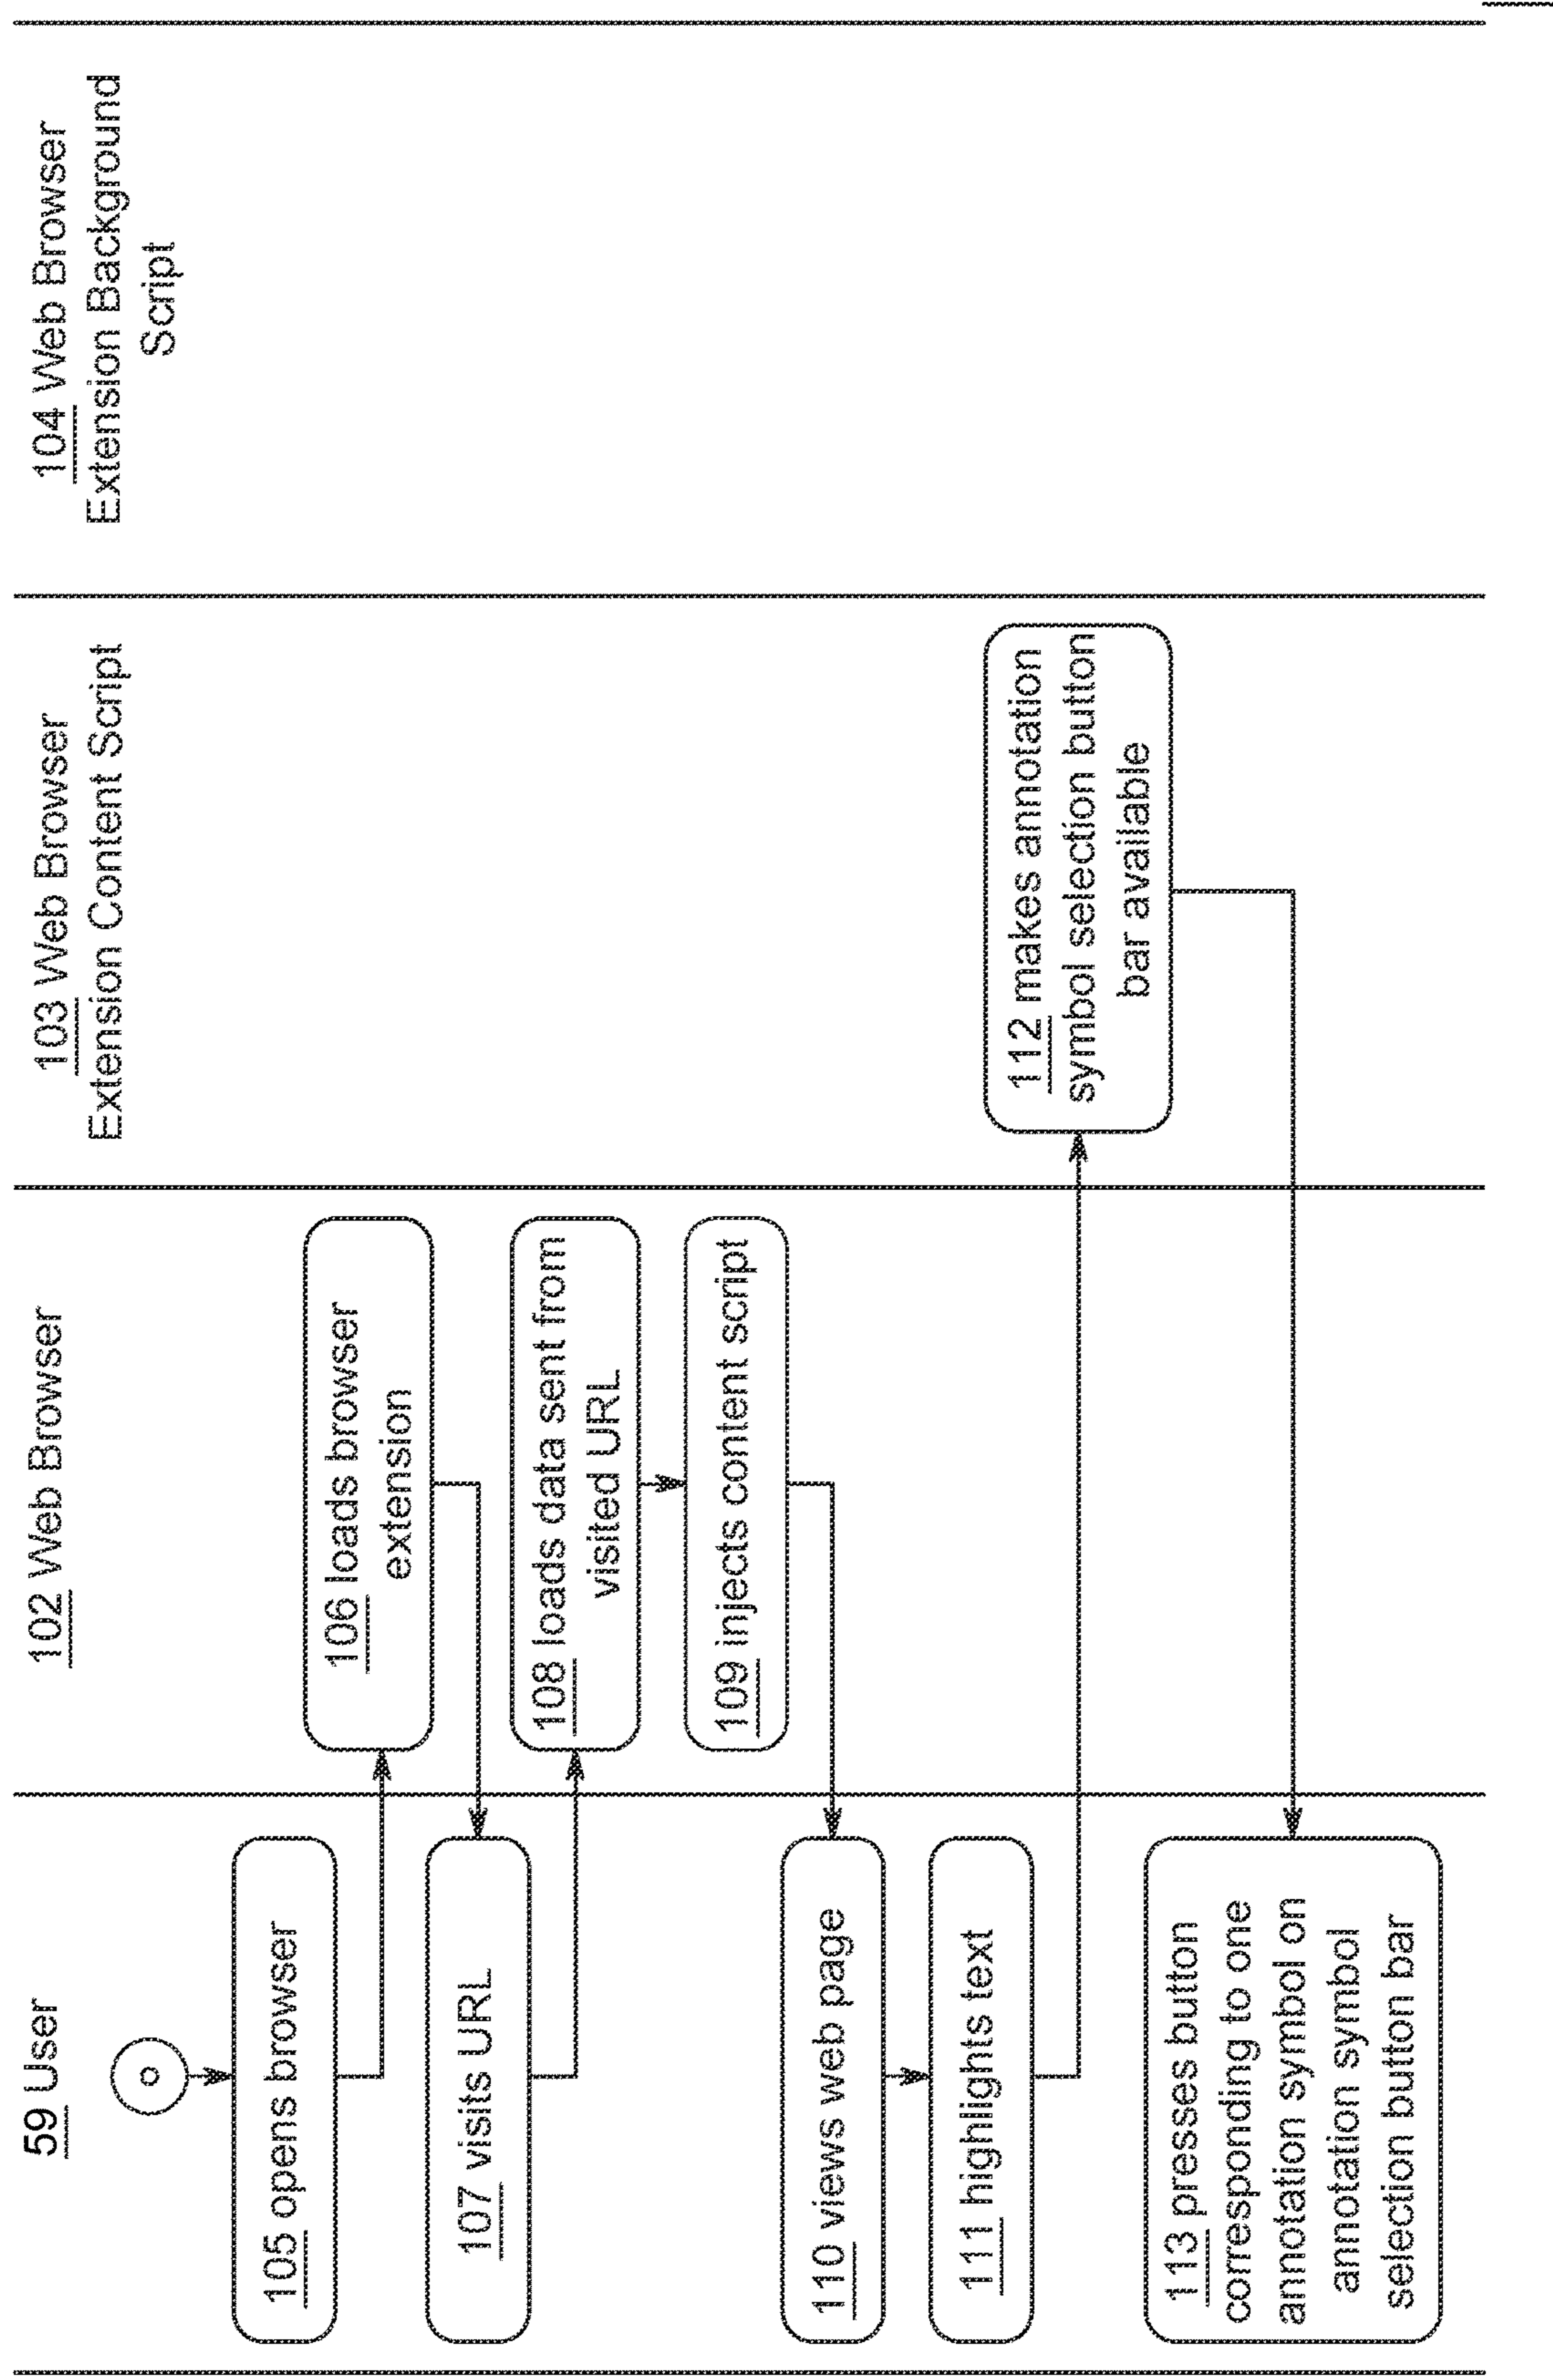 59 User
102 Web Browser
103 Web Browser
Extension Content Script
104 Web Browser
Extension Background
Script
105 opens browser
106 loads browser
extension
107 visits URL
108 loads data sent from
visited URL
109 injects content script
110 views web page
111 highlights text
112 makes annotation
symbol selection button
bar available
113 presses button
corresponding to one
annotation symbol on
annotation symbol
selection button bar